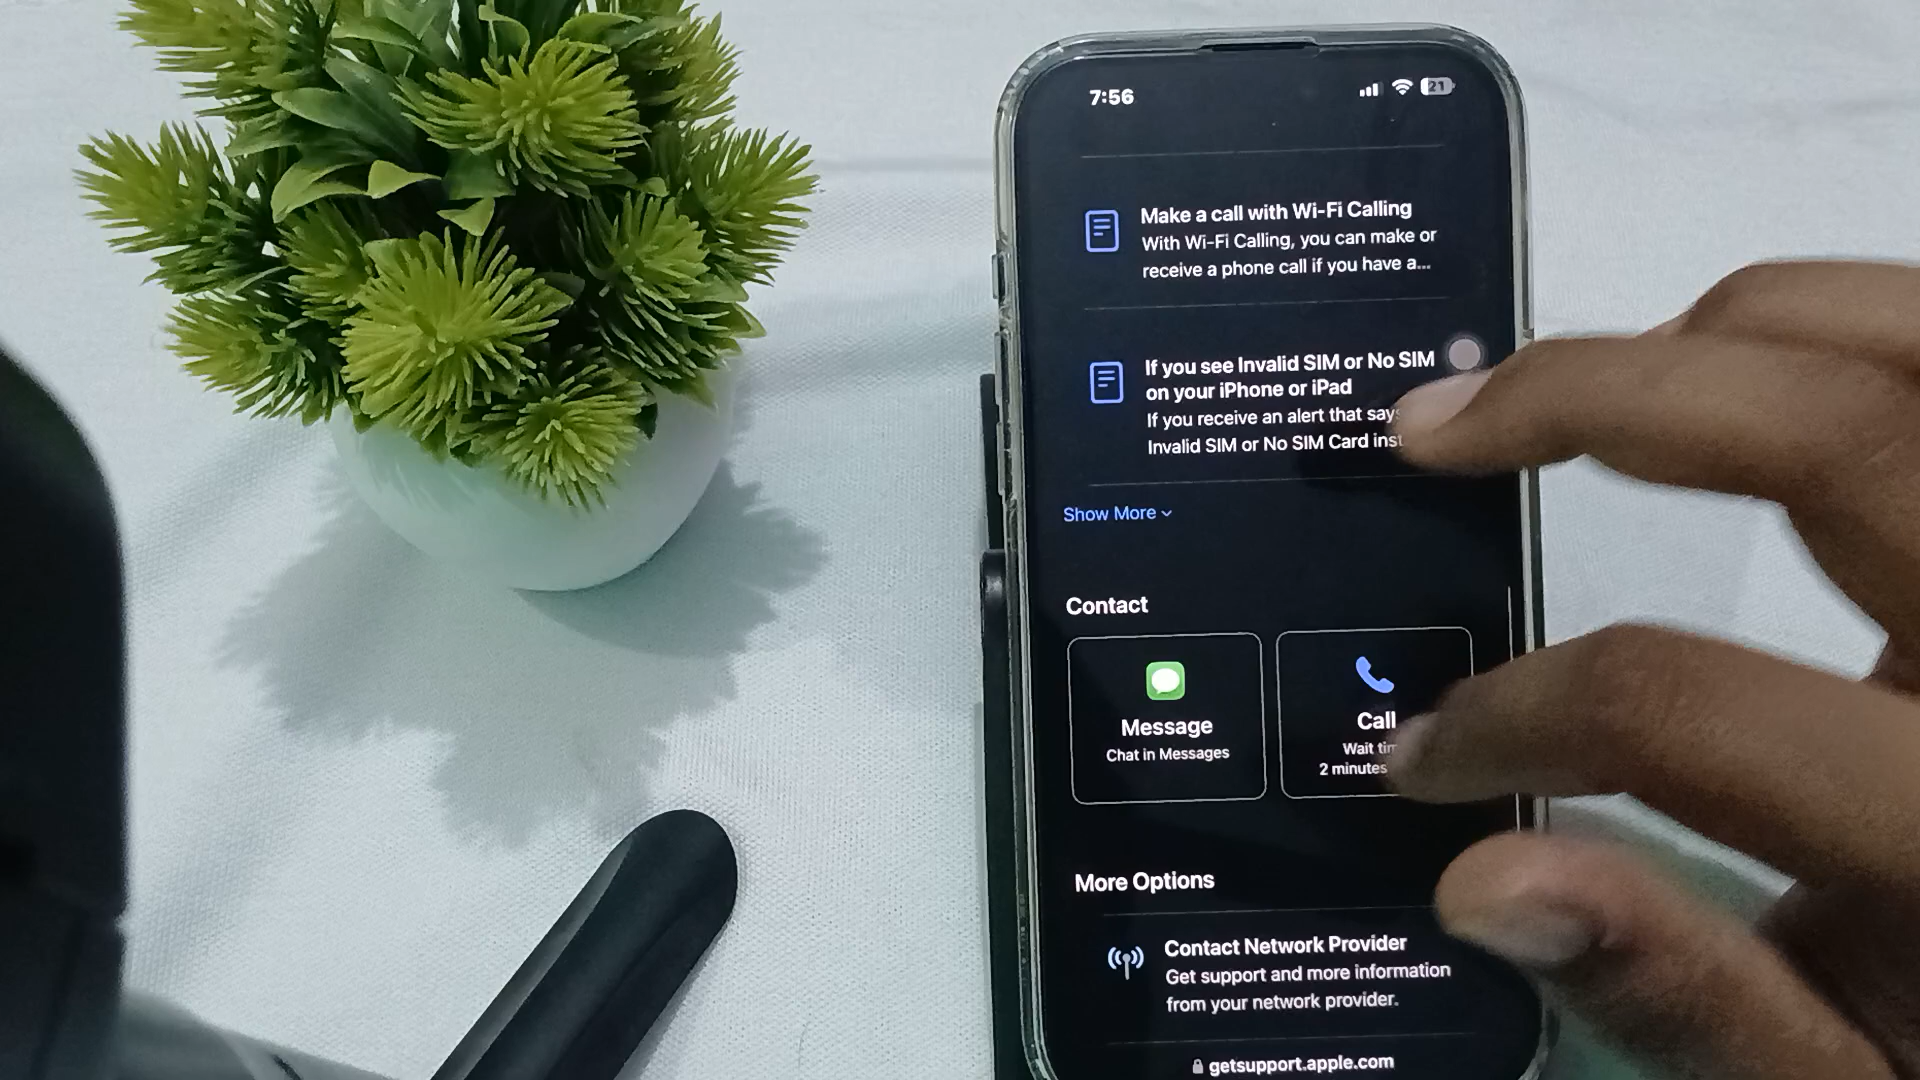 7:56
21
Make a call with Wi-Fi Calling
With Wi-Fi Calling, you can make or
receive a phone call if you have a...
If you see Invalid SIM or No SIM
on your iPhone or iPad
If you receive an alert that says
Invalid SIM or No SIM Card
Show More
Contact
Message
Chat in Messages
Call
Wait
2 minutes
More Options
Contact Network Provider
Get support and more information
from your network provider.
getsupport.apple.com